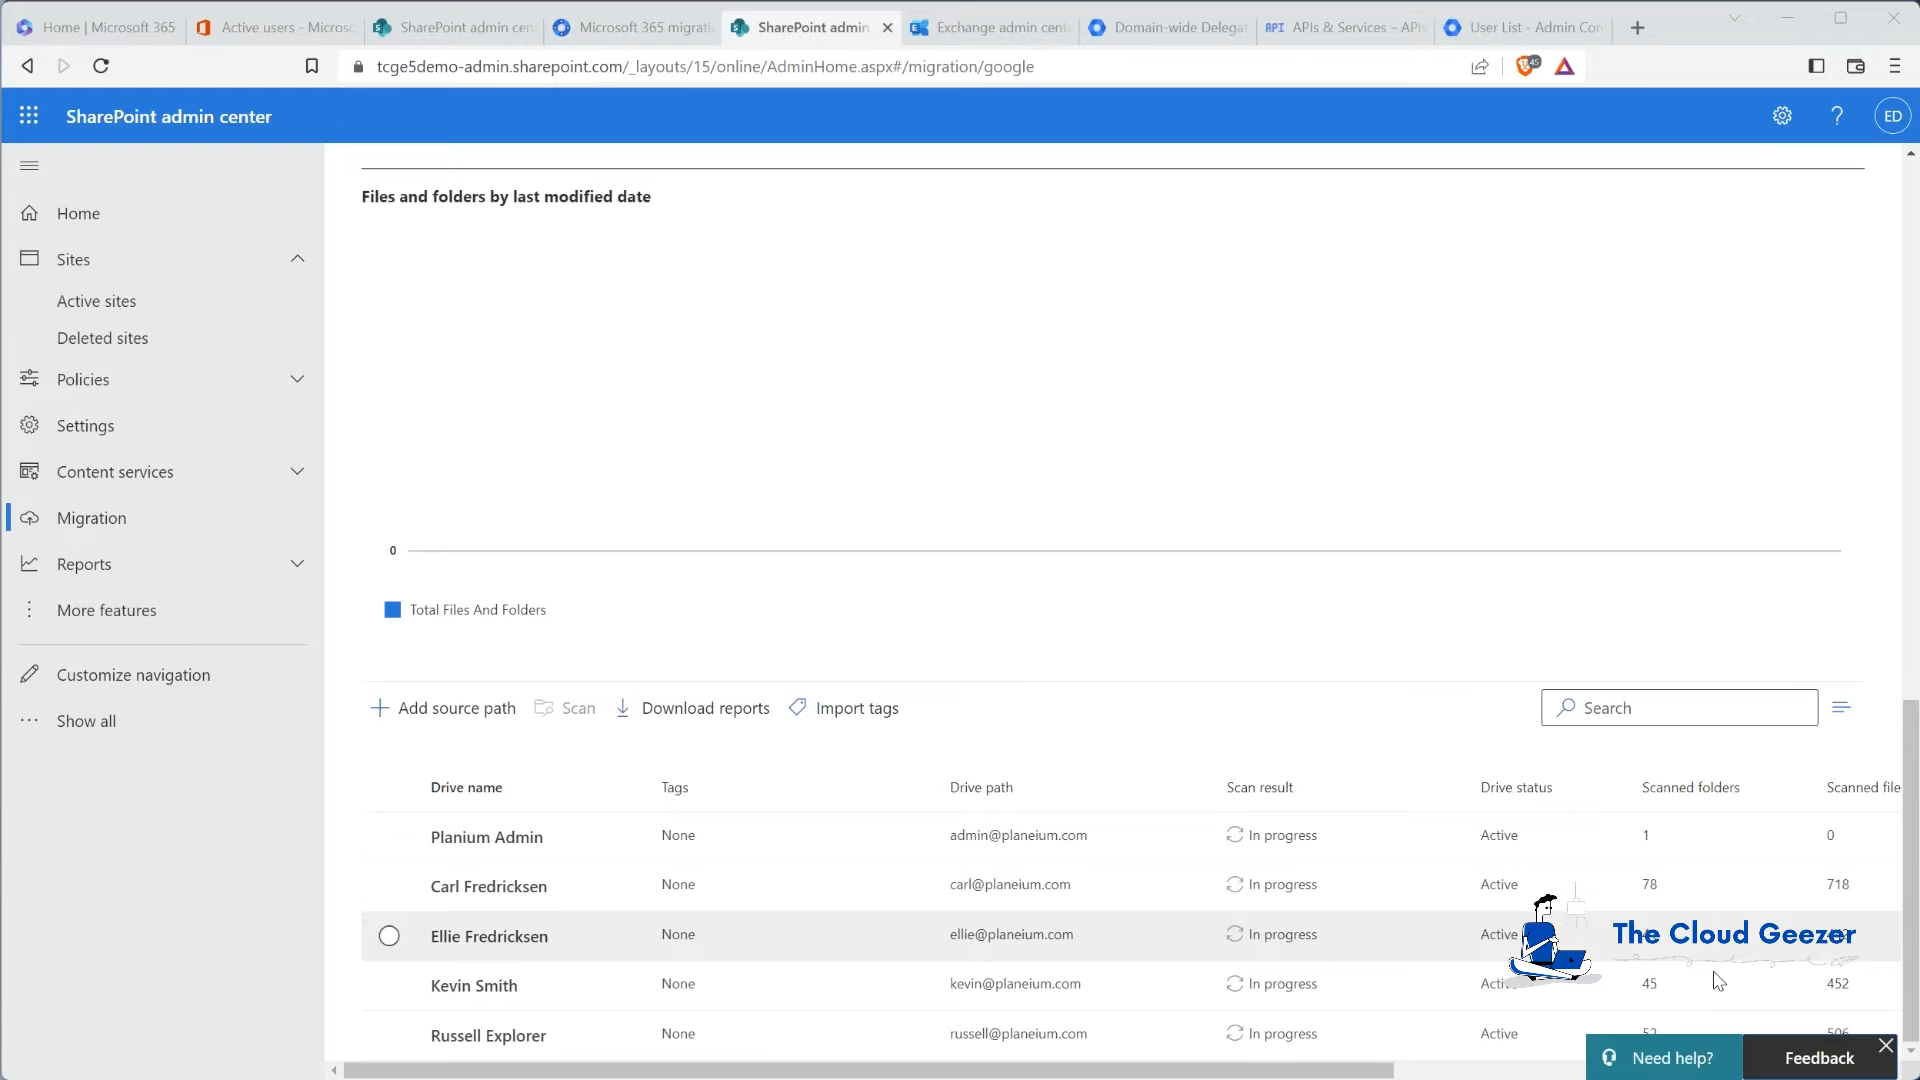 Home | Microsoft 365
Active users - Microso
SharePoint admin cen
Microsoft 365 migrati
SharePoint admin
Exchange admin cent
Domain-wide Delegat
API APIs & Services – APIs
User List - Admin Con
tcge5demo-admin.sharepoint.com/_layouts/15/online/AdminHome.aspx#/migration/google
45
SharePoint admin center
?
ED
Home
Sites
Active sites
Deleted sites
Policies
Settings
Content services
Migration
Reports
More features
Customize navigation
Show all
Files and folders by last modified date
0
Total Files And Folders
Add source path
Scan
Download reports
Import tags
Search
Drive name Tags Drive path Scan result Drive status Scanned folders Scanned file
Planium Admin None admin@planeium.com In progress Active 1 0
Carl Fredricksen None carl@planeium.com In progress Active 78 718
Ellie Fredricksen None ellie@planeium.com In progress Active
The Cloud Geezer
Kevin Smith None kevin@planeium.com In progress Acti 45 452
Russell Explorer None russell@planeium.com In progress Active 52 506
Need help?
Feedback